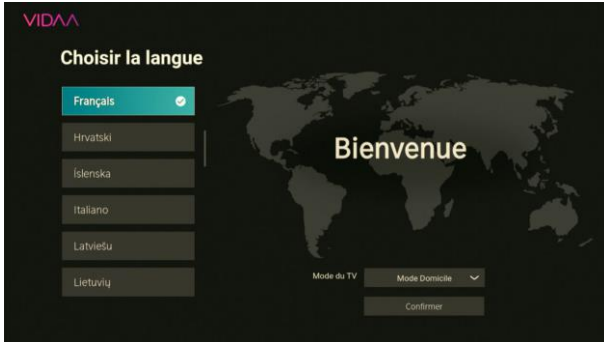 VIDAA
Choisir la langue
Français
Hrvatski
Íslenska
Italiano
Latviešu
Lietuvių
Bienvenue
Mode du TV
Mode Domicile
Confirmer